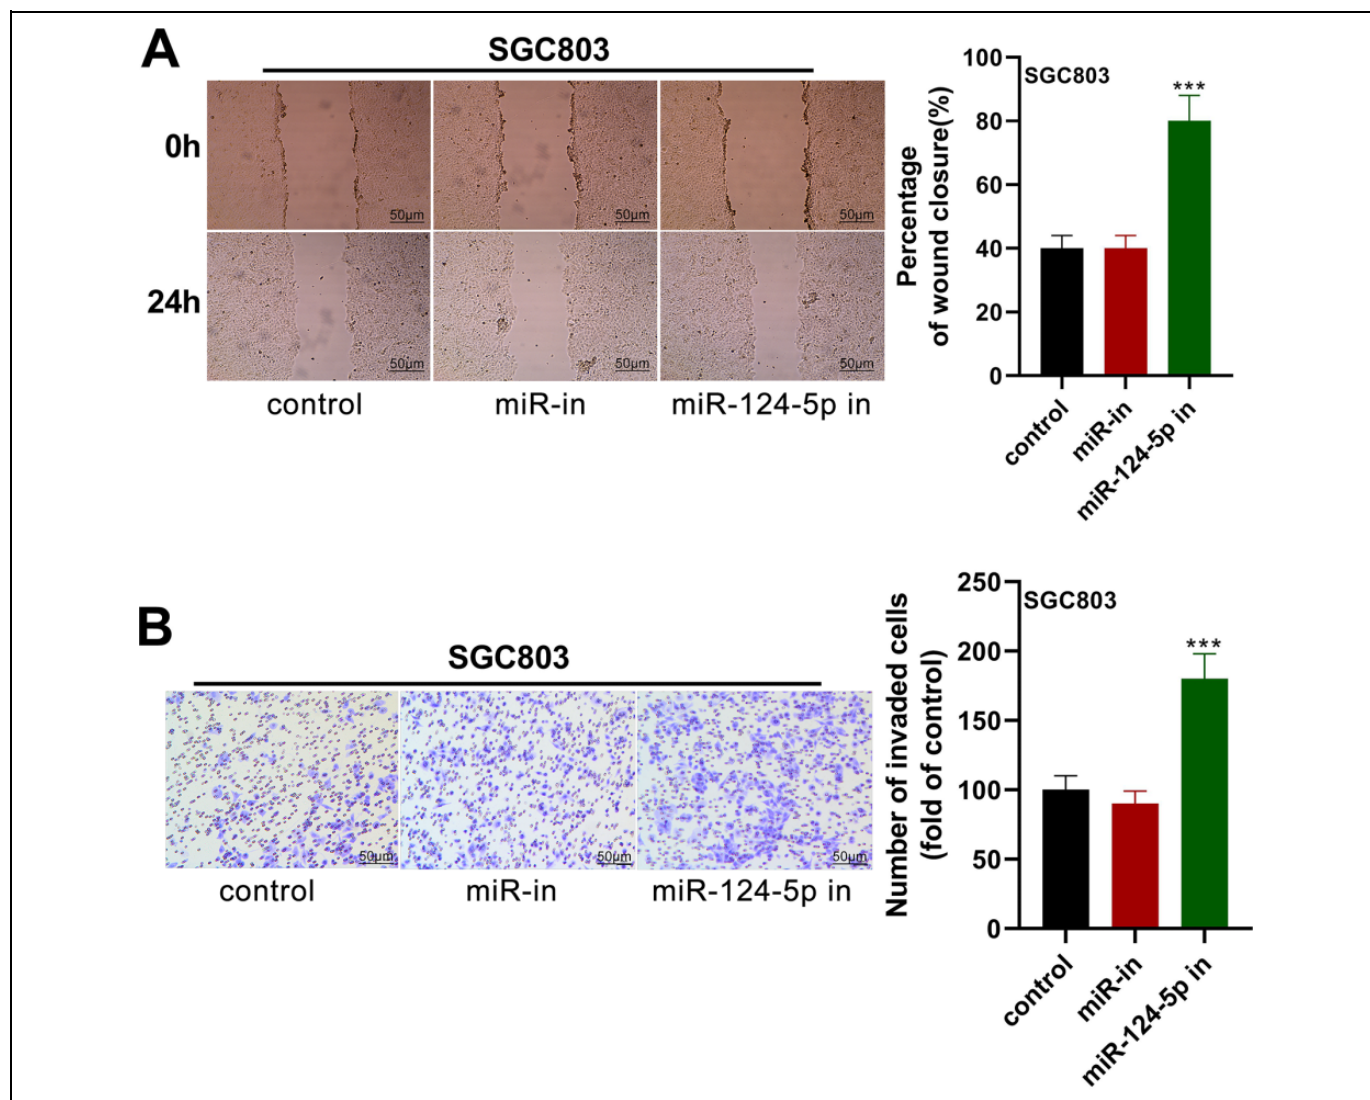 A
SGC803
0h
50µm 50µm 50µm
24h
50µm 50µm 50µm
control miR-in miR-124-5p in
Percentage
of wound closure(%)
100
80
60
40
20
0
SGC803
***
control miR-in miR-124-5p in
B
SGC803
50µm 50µm 50µm
control miR-in miR-124-5p in
Number of invaded cells
(fold of control)
250
200
150
100
50
0
SGC803
***
control miR-in miR-124-5p in